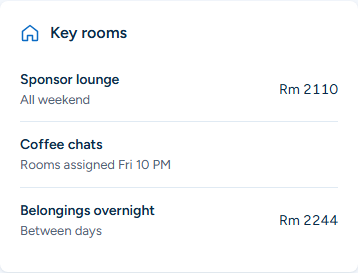 Key rooms
Sponsor lounge
All weekend
Rm 2110
Coffee chats
Rooms assigned Fri 10 PM
Belongings overnight
Between days
Rm 2244